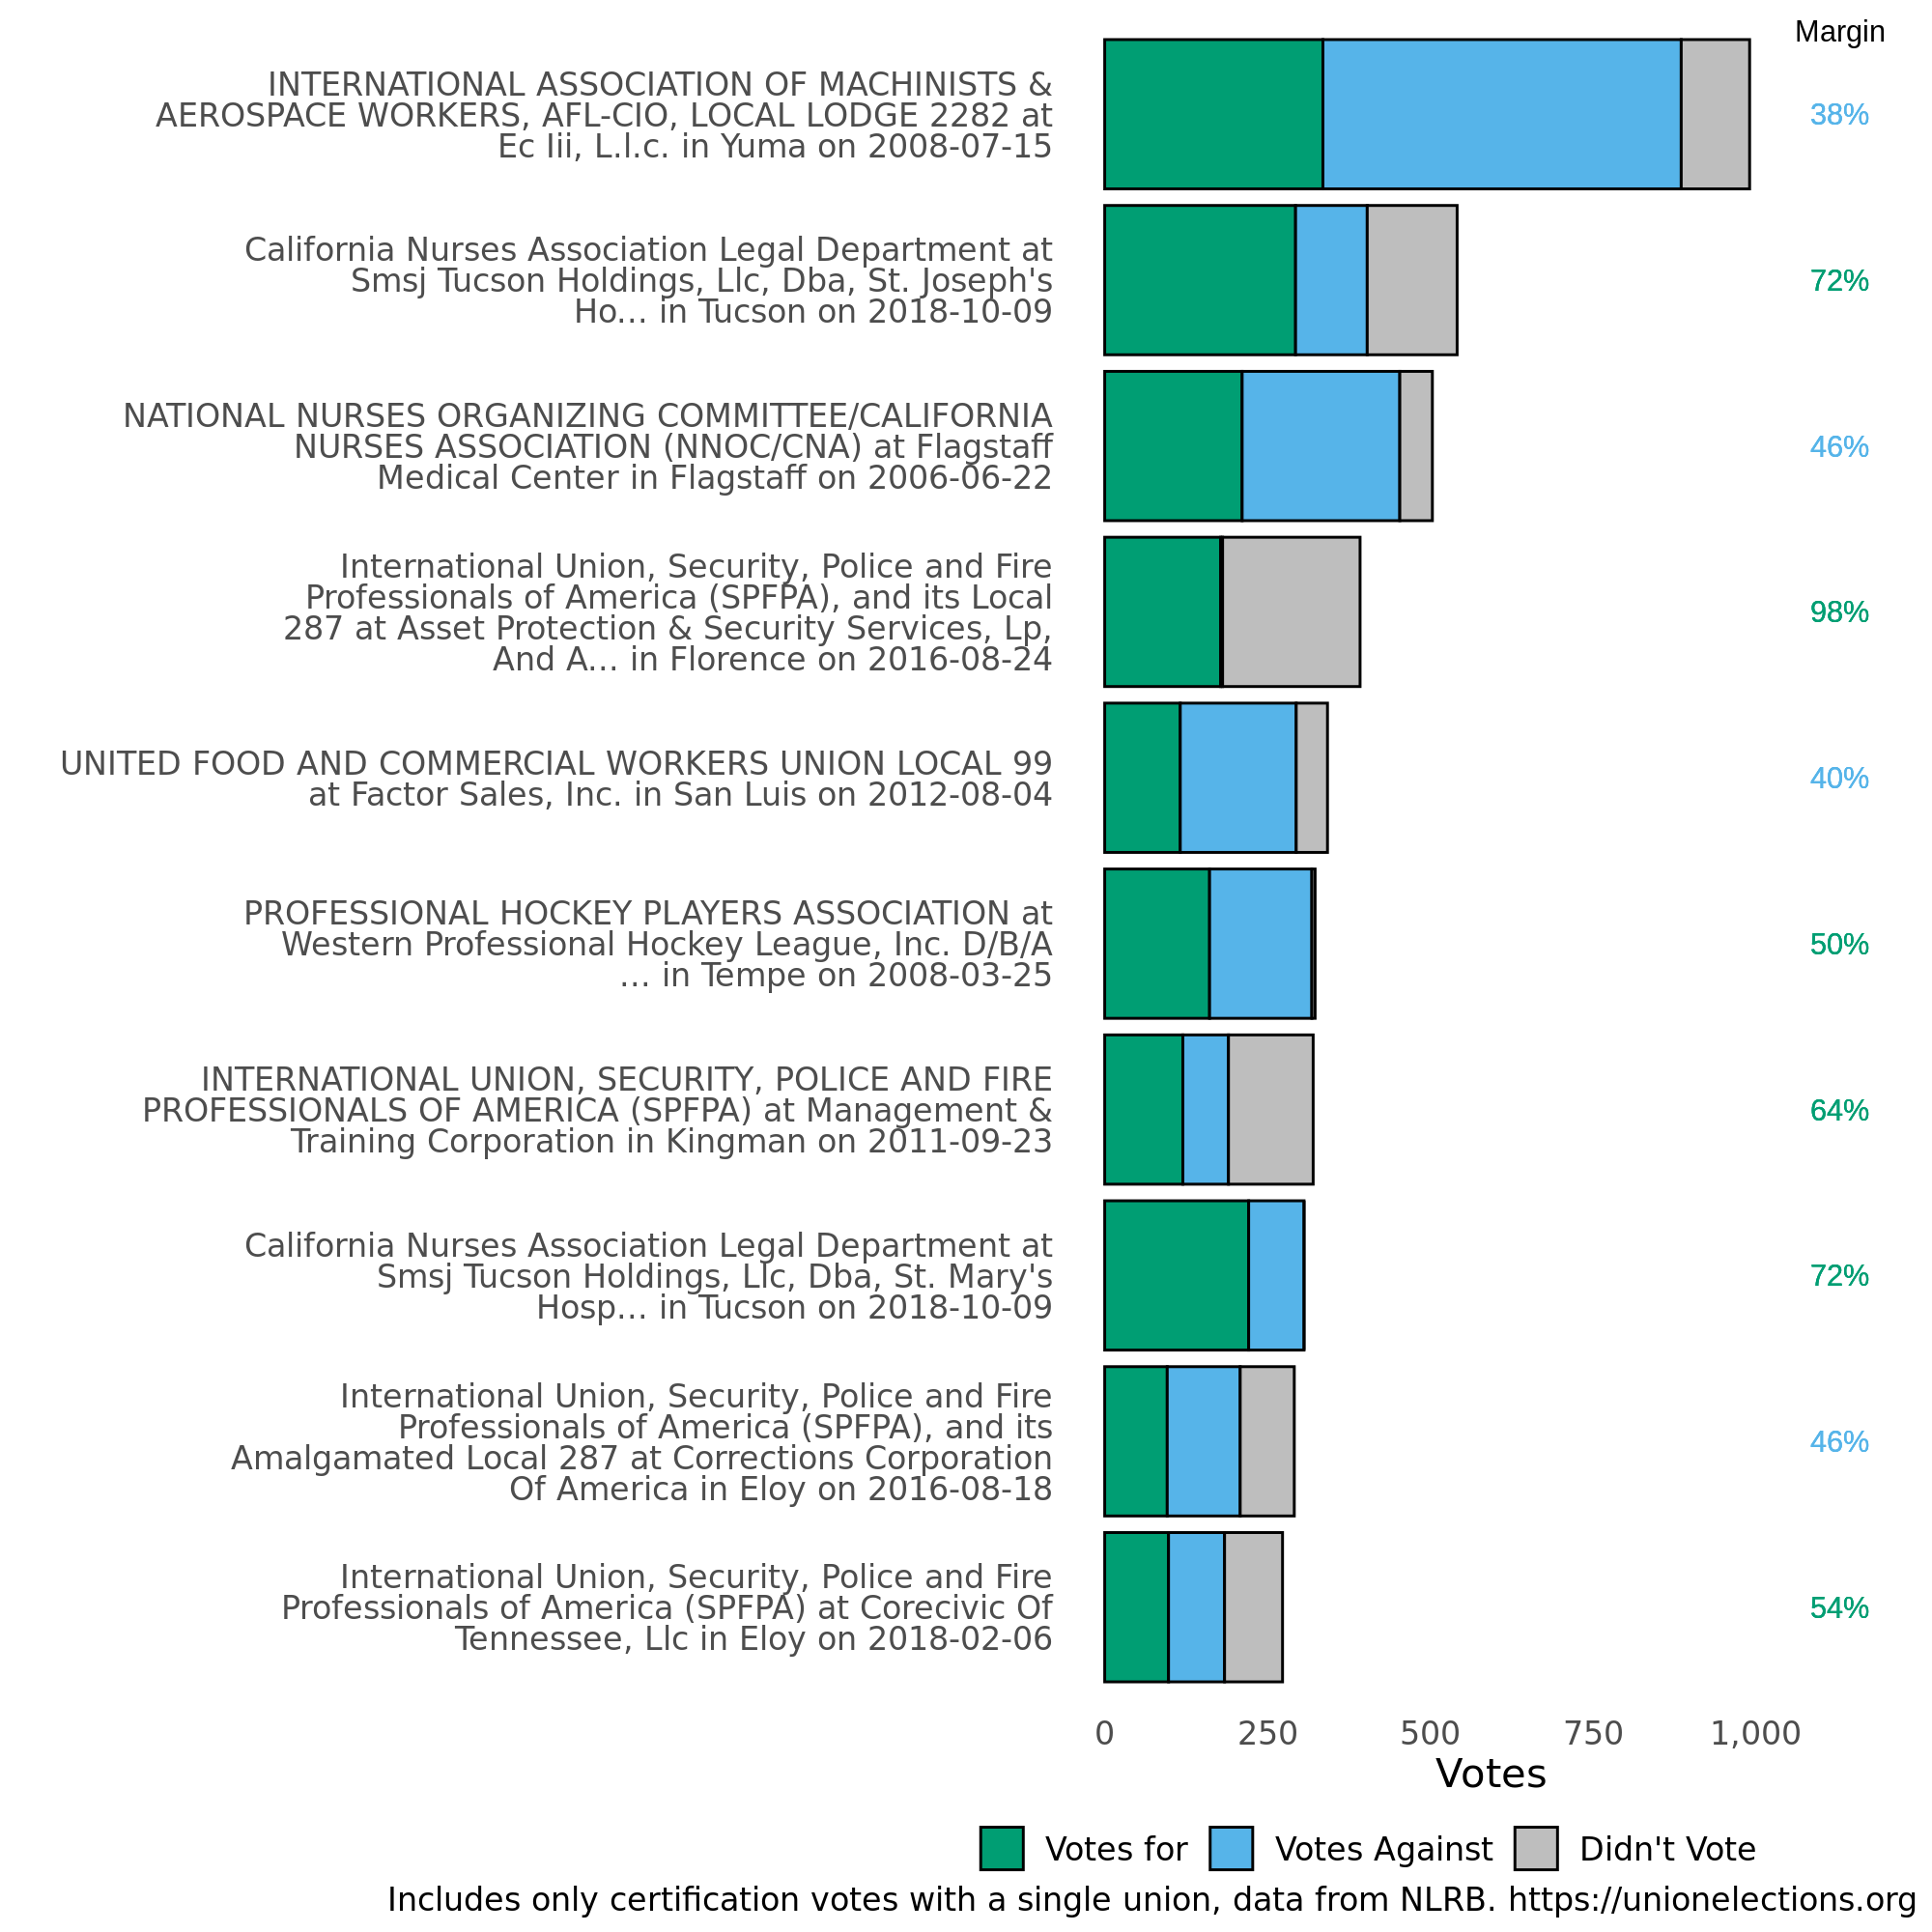 Margin
INTERNATIONAL ASSOCIATION OF MACHINISTS &
AEROSPACE WORKERS, AFL-CIO, LOCAL LODGE 2282 at
Ec Iii, L.l.c. in Yuma on 2008-07-15
38%
California Nurses Association Legal Department at
Smsj Tucson Holdings, Llc, Dba, St. Joseph's
Ho... in Tucson on 2018-10-09
72%
NATIONAL NURSES ORGANIZING COMMITTEE/CALIFORNIA
NURSES ASSOCIATION (NNOC/CNA) at Flagstaff
Medical Center in Flagstaff on 2006-06-22
46%
International Union, Security, Police and Fire
Professionals of America (SPFPA), and its Local
287 at Asset Protection & Security Services, Lp,
And A... in Florence on 2016-08-24
98%
UNITED FOOD AND COMMERCIAL WORKERS UNION LOCAL 99
at Factor Sales, Inc. in San Luis on 2012-08-04
40%
PROFESSIONAL HOCKEY PLAYERS ASSOCIATION at
Western Professional Hockey League, Inc. D/B/A
... in Tempe on 2008-03-25
50%
INTERNATIONAL UNION, SECURITY, POLICE AND FIRE
PROFESSIONALS OF AMERICA (SPFPA) at Management &
Training Corporation in Kingman on 2011-09-23
64%
California Nurses Association Legal Department at
Smsj Tucson Holdings, Llc, Dba, St. Mary's
Hosp... in Tucson on 2018-10-09
72%
International Union, Security, Police and Fire
Professionals of America (SPFPA), and its
Amalgamated Local 287 at Corrections Corporation
Of America in Eloy on 2016-08-18
46%
International Union, Security, Police and Fire
Professionals of America (SPFPA) at Corecivic Of
Tennessee, Llc in Eloy on 2018-02-06
54%
0 250 500 750 1,000
Votes
Votes for Votes Against Didn't Vote
Includes only certification votes with a single union, data from NLRB. https://unionelections.org